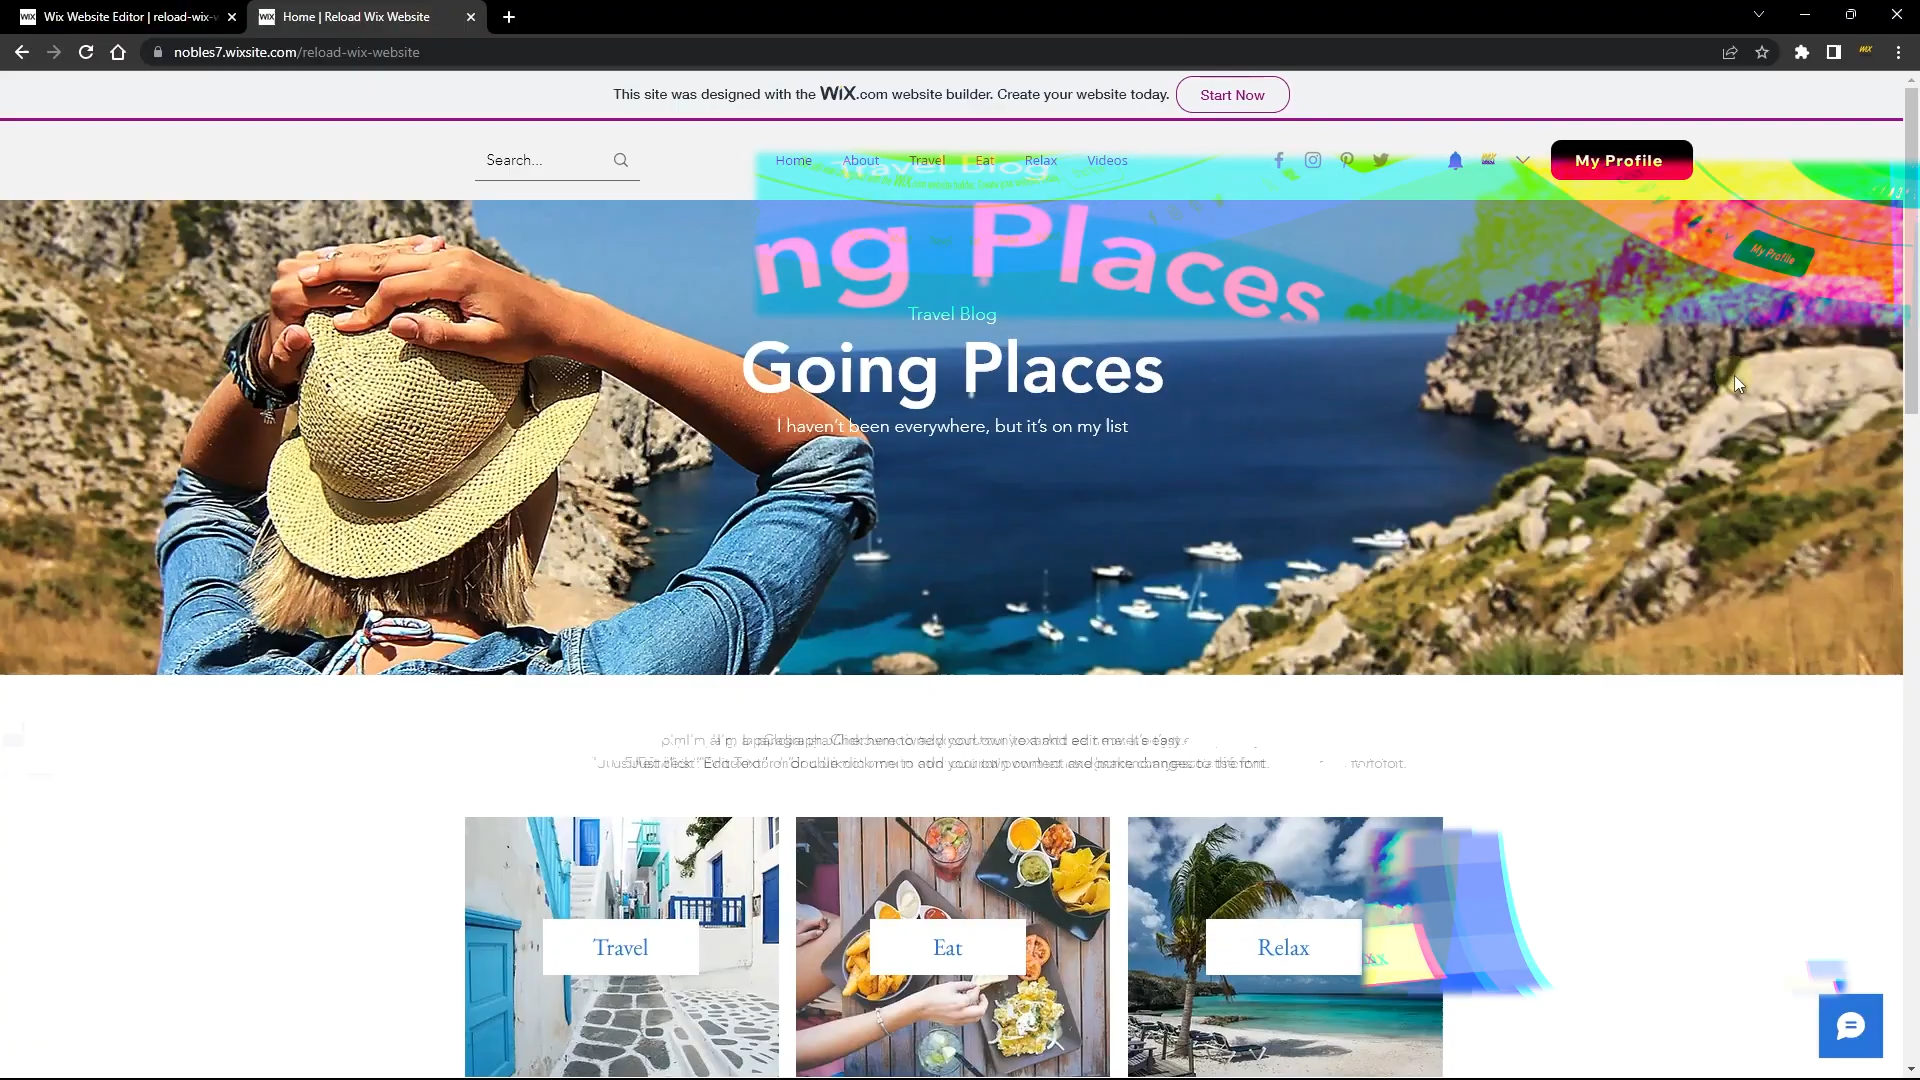 Wix Website Editor | reload-wix-w
Home | Reload Wix Website
nobles7.wixsite.com/reload-wix-website
This site was designed with the WiX.com website builder. Create your website today.
Start Now
Search...
Home
About
Travel
Eat
Relax
Videos
My Profile
Travel Blog
ng Places
My Profile
Travel Blog
Going Places
I haven't been everywhere, but it's on my list
Travel
Eat
Relax